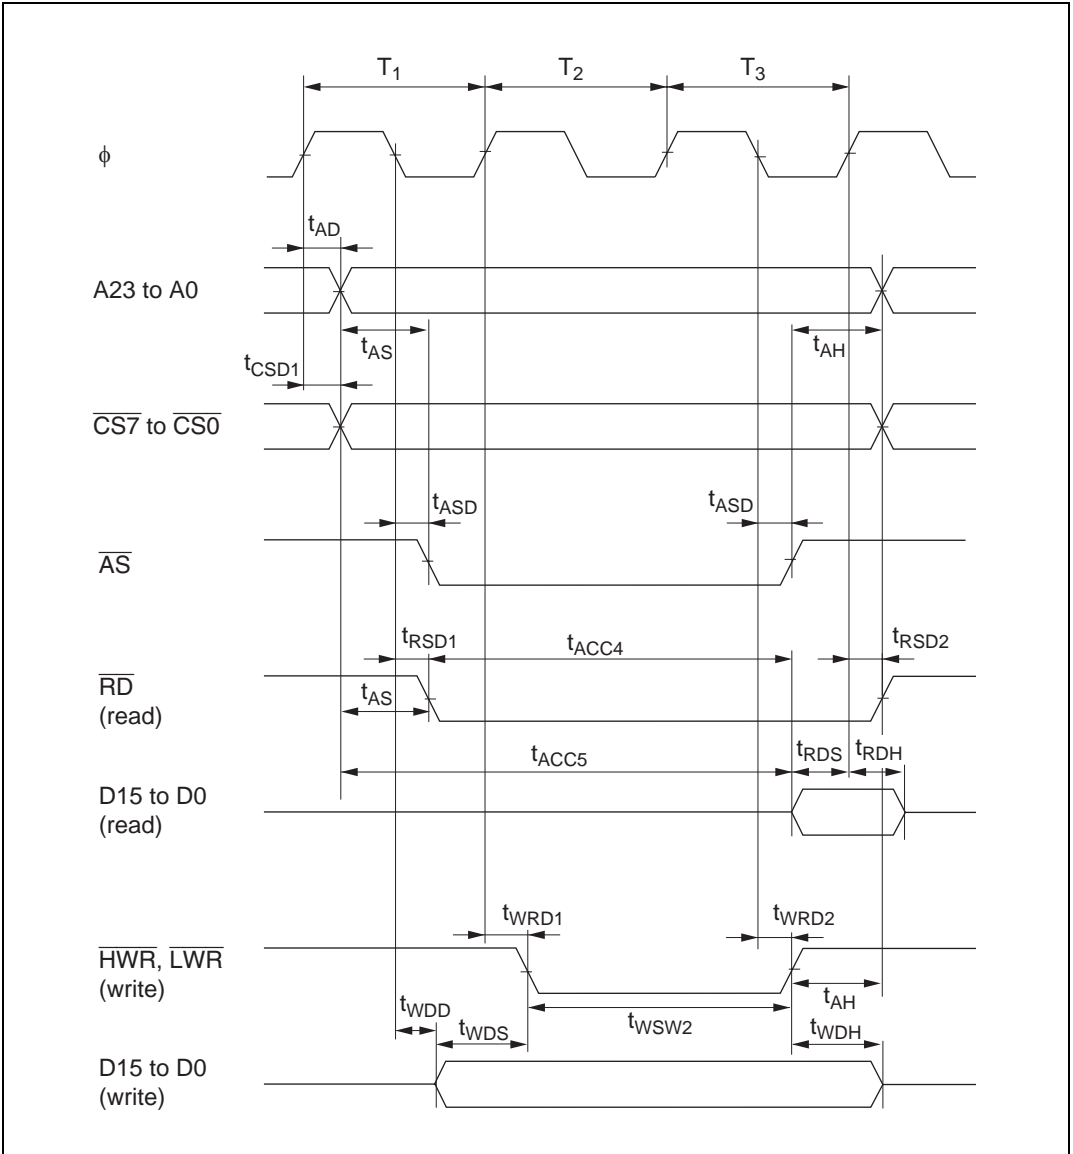 T1 T2 T3
ϕ
tAD
A23 to A0
tAS tAH
tCSD1
CS7 to CS0
tASD tASD
AS
tRSD1 tACC4 tRSD2
RD
(read)
tAS
tACC5 tRDS tRDH
D15 to D0
(read)
tWRD1 tWRD2
HWR, LWR
(write)
tAH
tWDD tWDS tWSW2 tWDH
D15 to D0
(write)